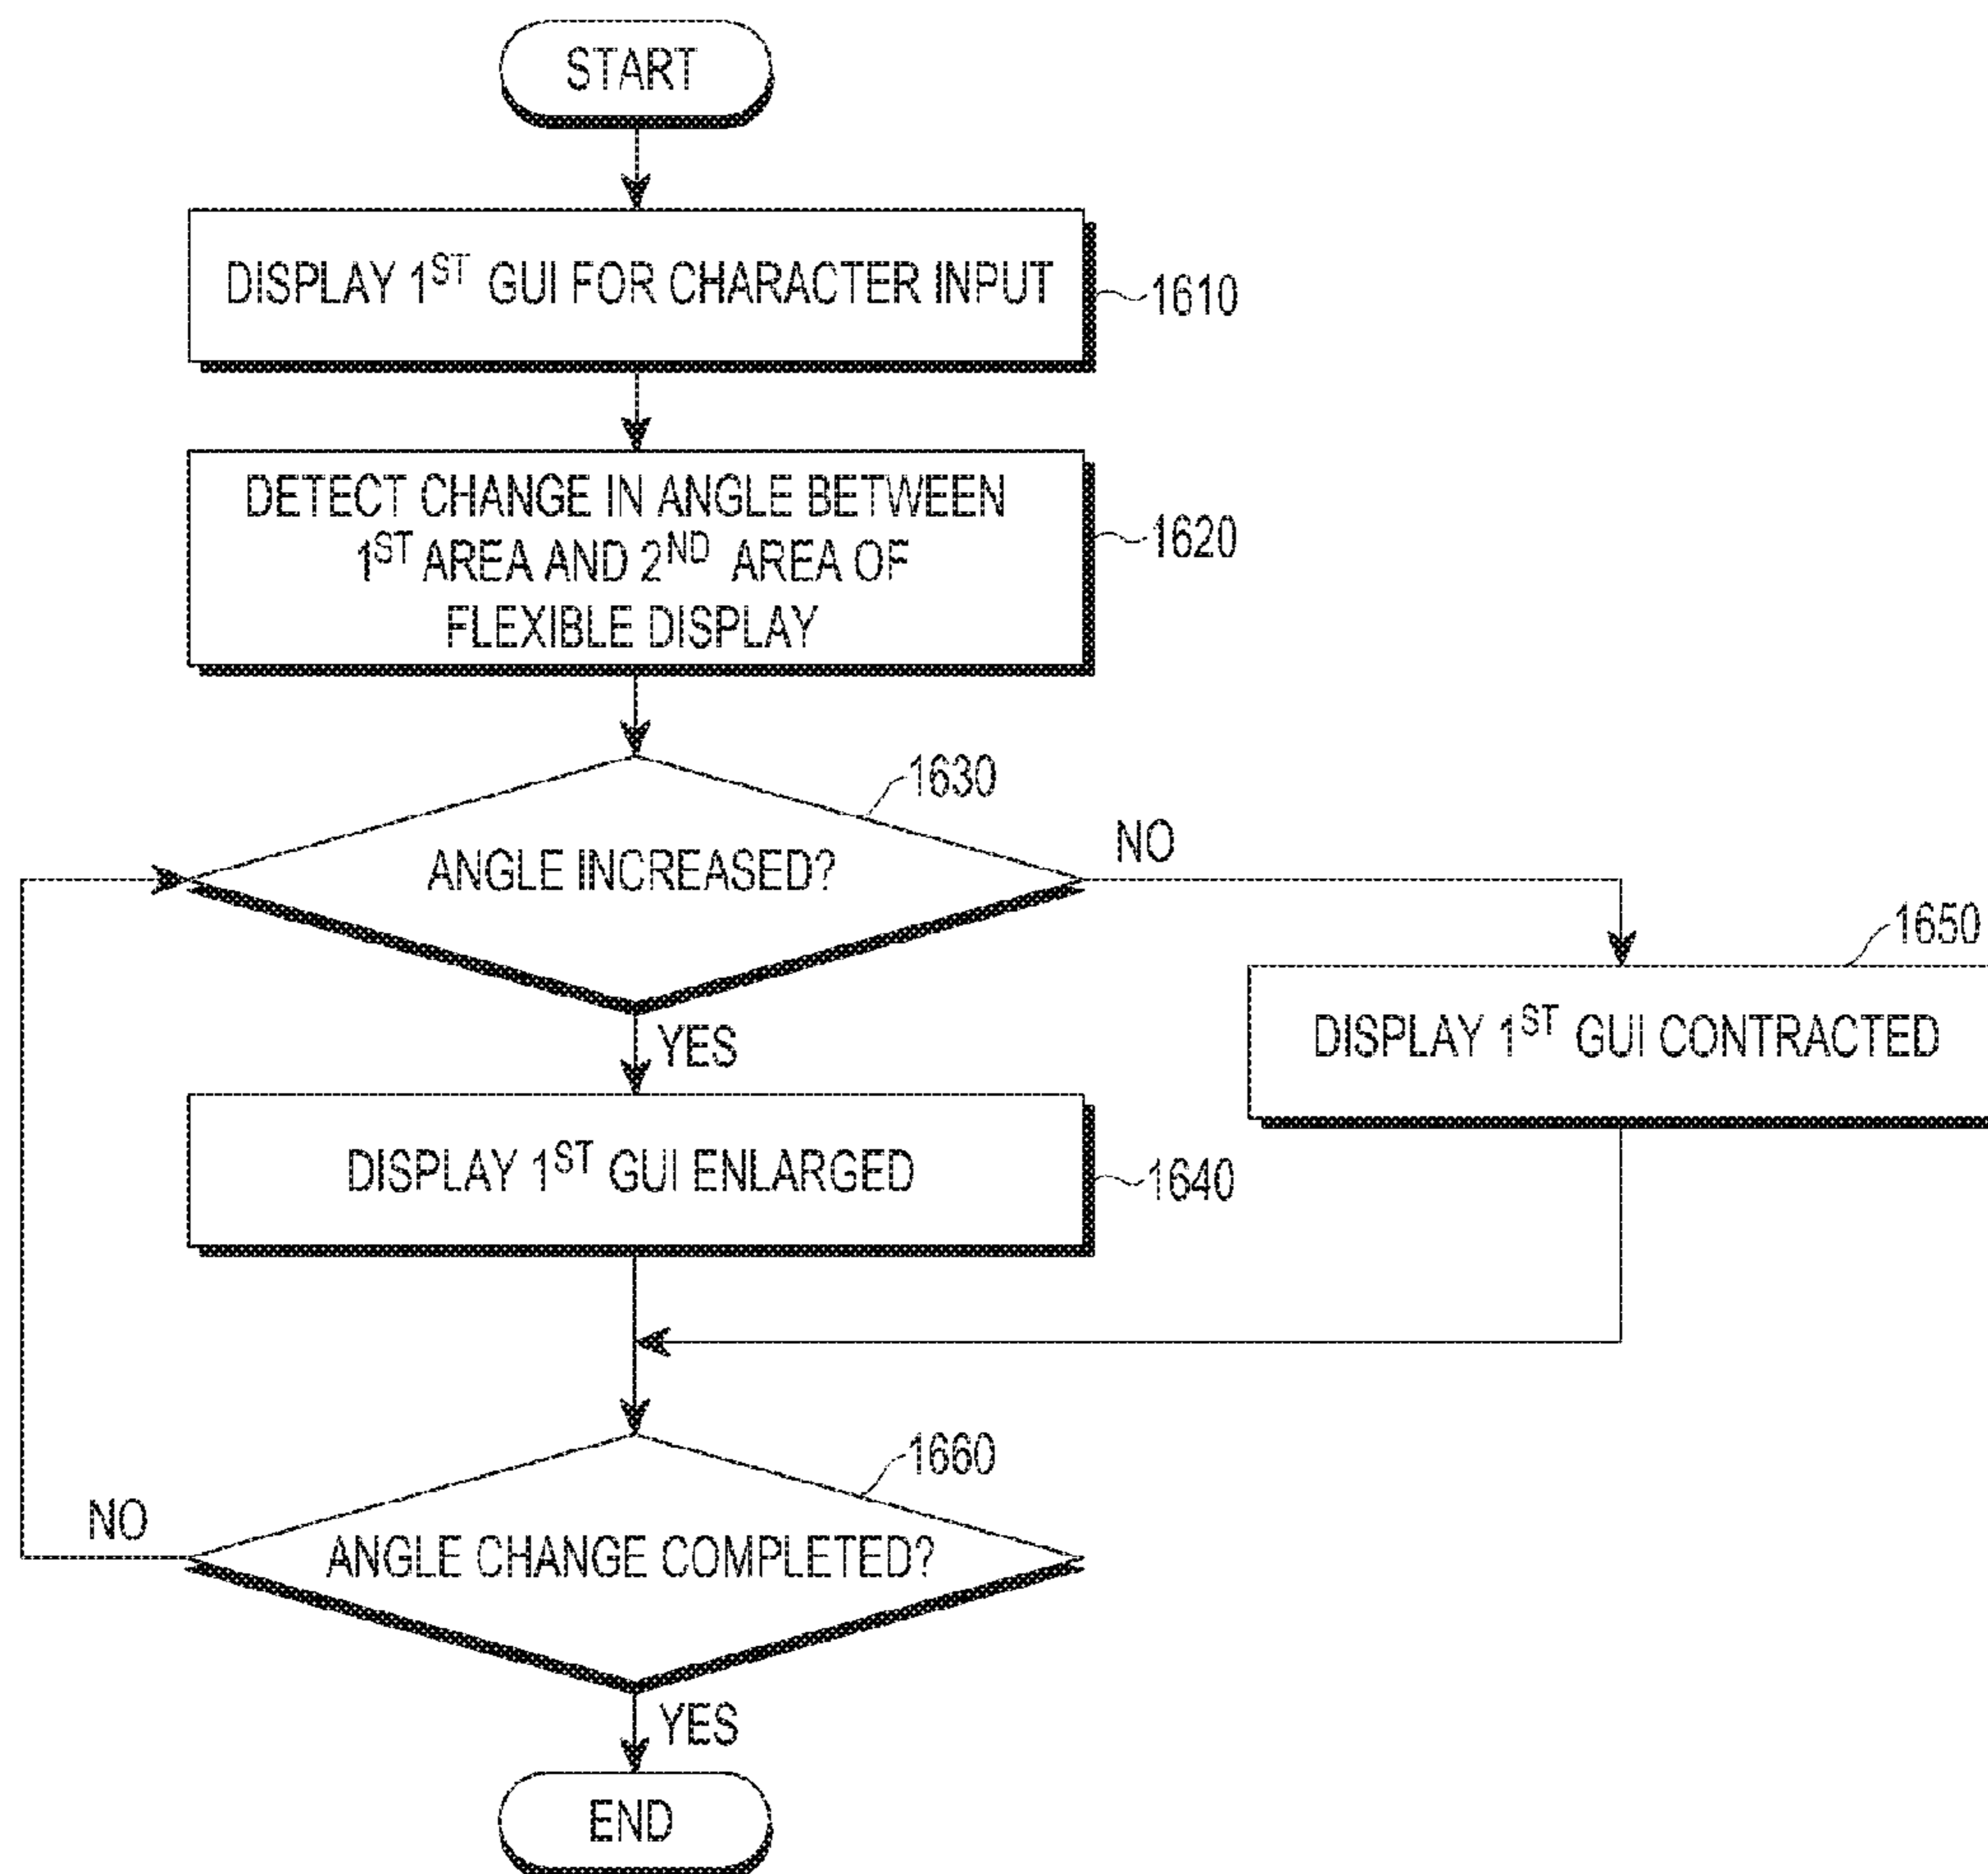 START
DISPLAY 1ST GUI FOR CHARACTER INPUT
1610
DETECT CHANGE IN ANGLE BETWEEN
1ST AREA AND 2ND AREA OF
FLEXIBLE DISPLAY
1620
1630
ANGLE INCREASED?
NO
YES
1650
DISPLAY 1ST GUI CONTRACTED
DISPLAY 1ST GUI ENLARGED
1640
1660
ANGLE CHANGE COMPLETED?
NO
YES
END